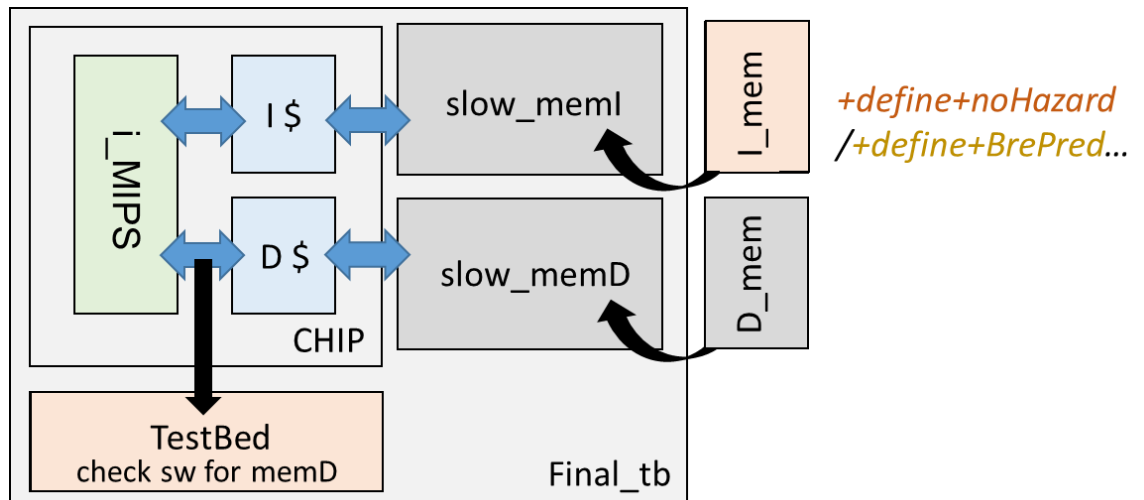 i_MIPS
I $
slow_memI
I_mem
+define+noHazard
/+define+BrePred...
D $
slow_memD
D_mem
CHIP
TestBed
check sw for memD
Final_tb